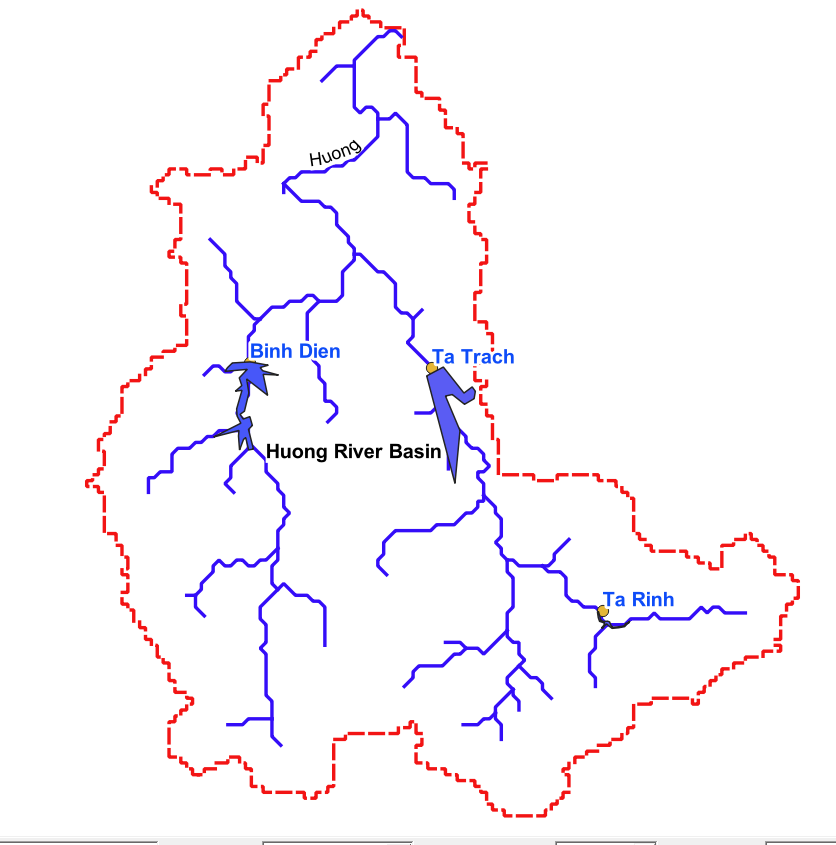 Huong
Binh Dien
Ta Trach
Huong River Basin
Ta Rinh